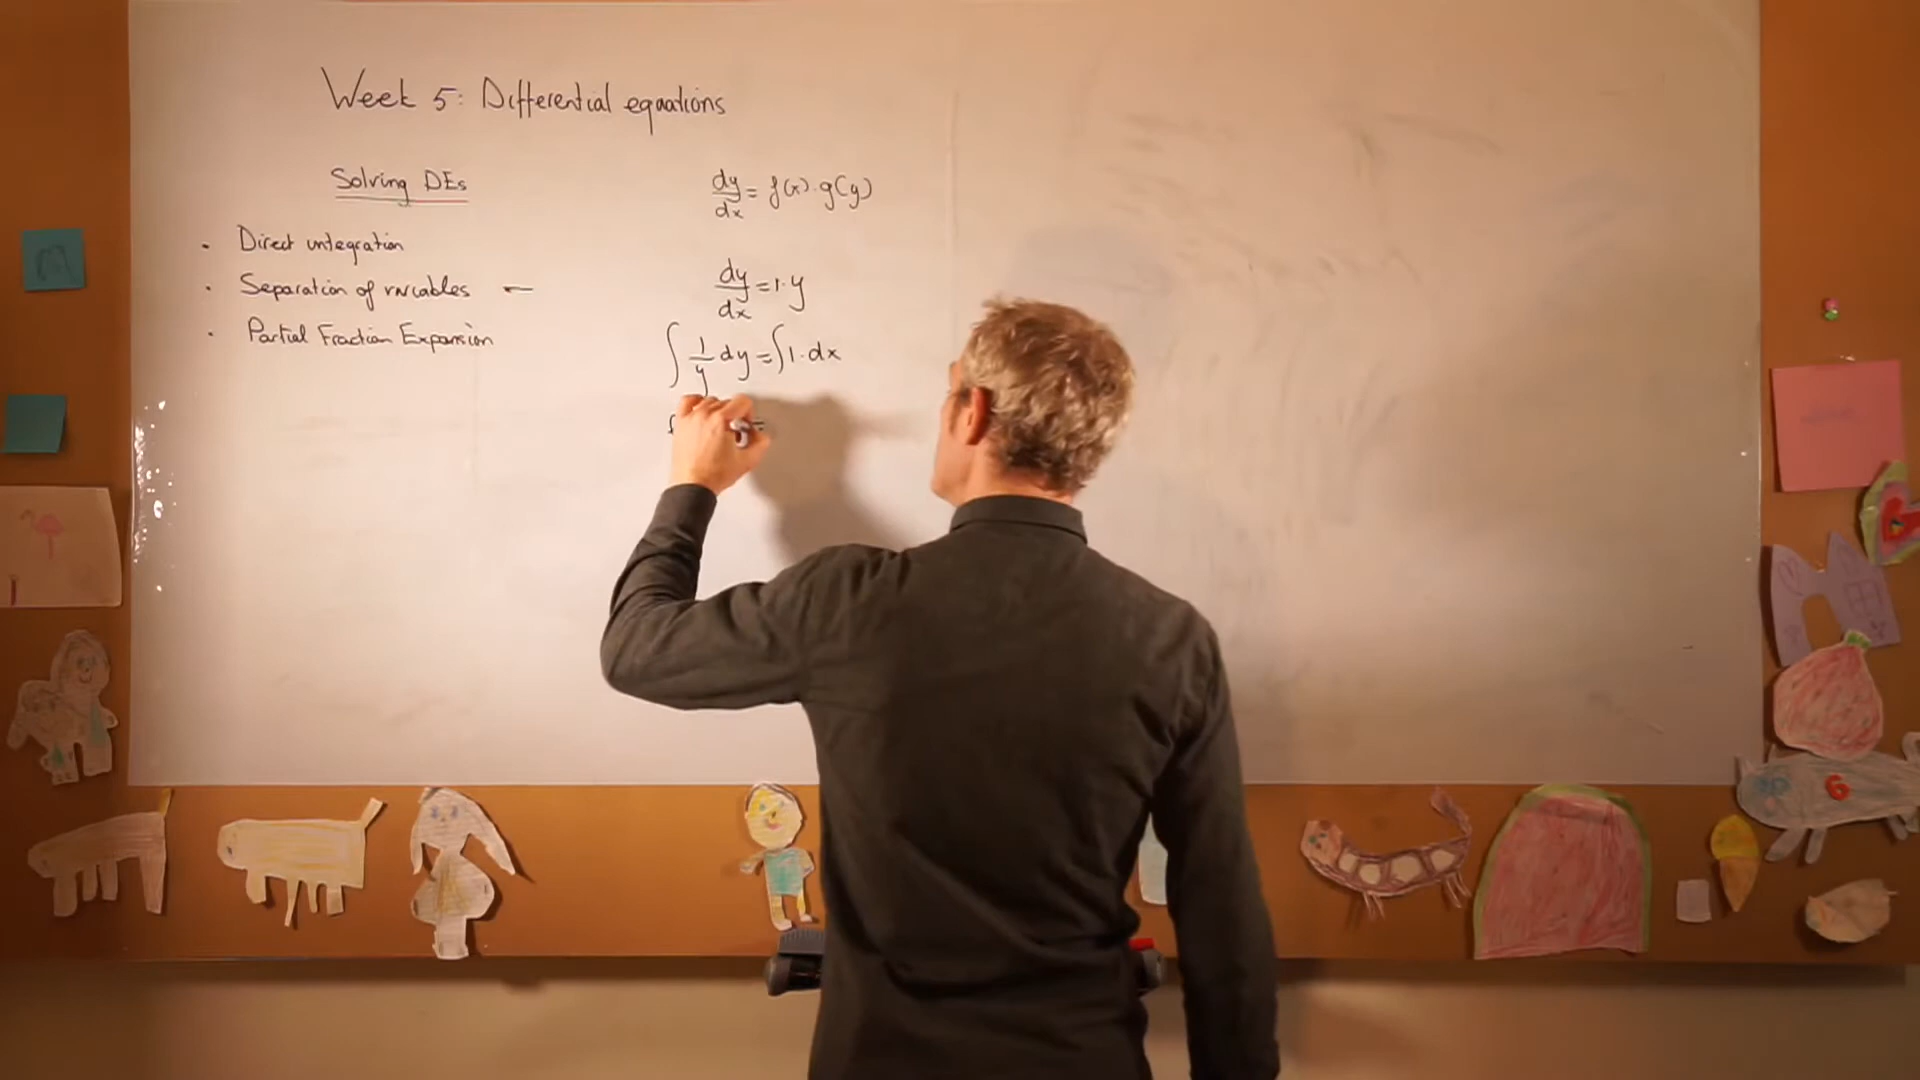 Week 5: Differential equations
Solving DEs
· Direct integration
· Separation of variables ←
· Partial Fraction Expansion
dy/dx = f(x)·g(y)
dy/dx = 1·y
∫ 1/y dy = ∫ 1·dx
=
6